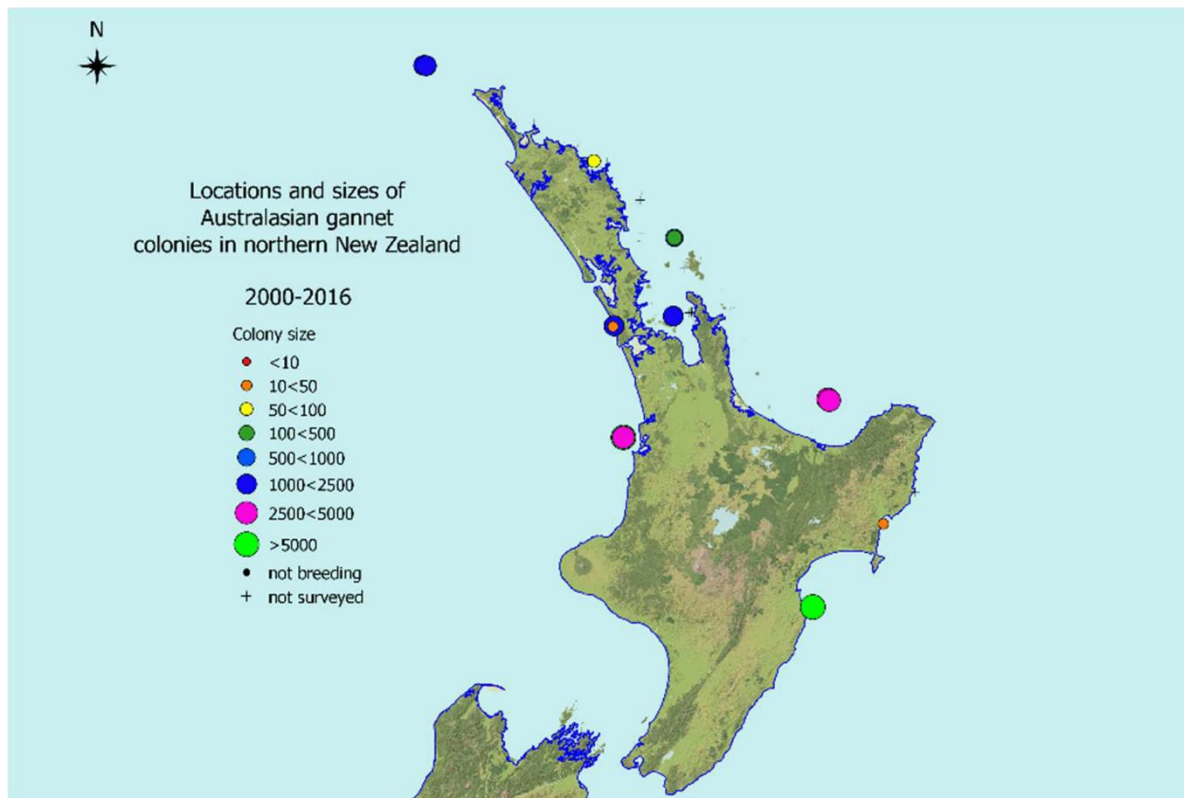 N
Locations and sizes of
Australasian gannet
colonies in northern New Zealand
2000-2016
Colony size
<10
10<50
50<100
100<500
500<1000
1000<2500
2500<5000
>5000
not breeding
not surveyed